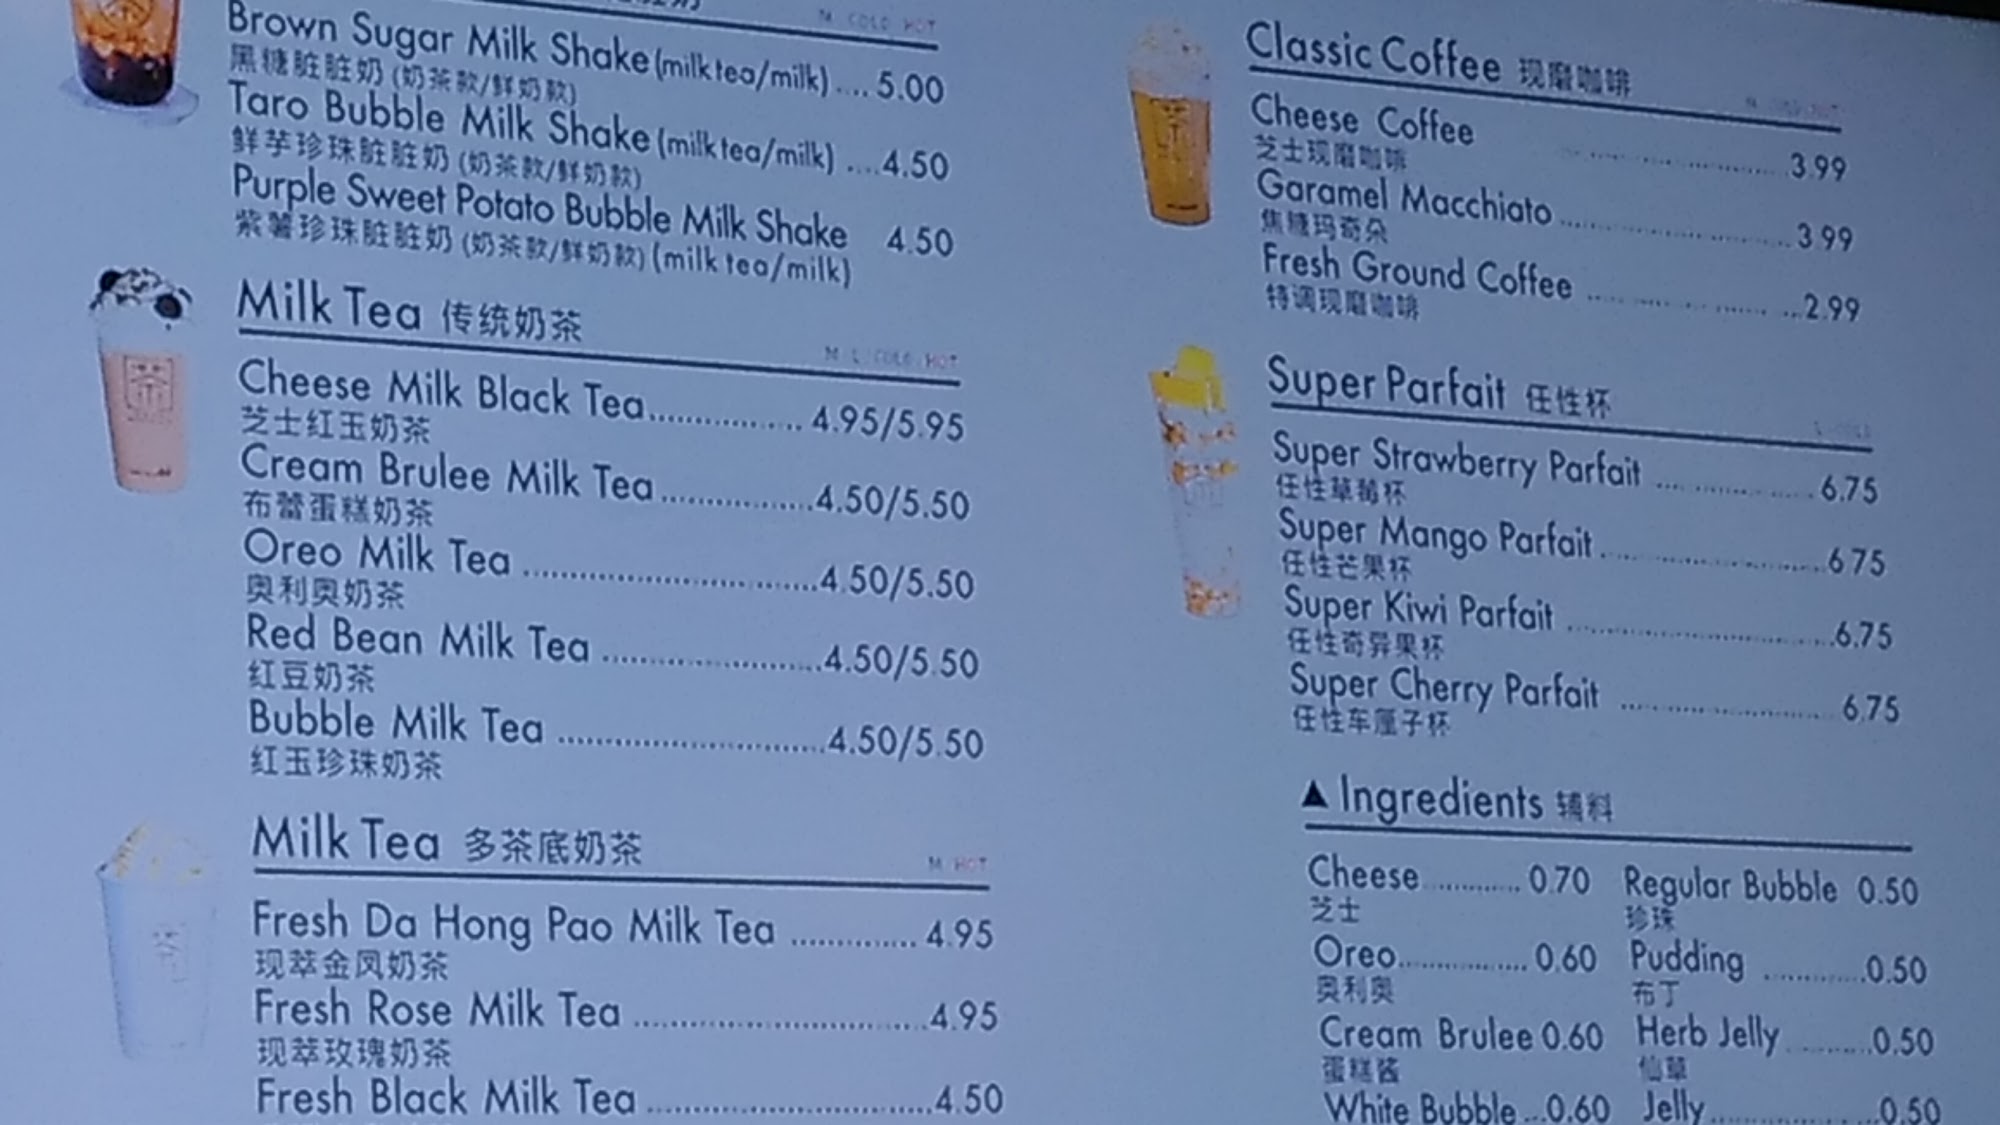 M COLD HOT
Brown Sugar Milk Shake (milk tea/milk) .... 5.00
黑糖脏脏奶 (奶茶款/鲜奶款)
Taro Bubble Milk Shake (milk tea/milk) .... 4.50
鲜芋珍珠脏脏奶 (奶茶款/鲜奶款)
Purple Sweet Potato Bubble Milk Shake 4.50
紫薯珍珠脏脏奶 (奶茶款/鲜奶款) (milk tea/milk)
Milk Tea 传统奶茶
M L COLD HOT
Cheese Milk Black Tea ................ 4.95/5.95
芝士红玉奶茶
Cream Brulee Milk Tea ................ 4.50/5.50
布蕾蛋糕奶茶
Oreo Milk Tea ................ 4.50/5.50
奥利奥奶茶
Red Bean Milk Tea ................ 4.50/5.50
红豆奶茶
Bubble Milk Tea ................ 4.50/5.50
红玉珍珠奶茶
Milk Tea 多茶底奶茶
M HOT
Fresh Da Hong Pao Milk Tea ............. 4.95
现萃金凤奶茶
Fresh Rose Milk Tea ................ 4.95
现萃玫瑰奶茶
Fresh Black Milk Tea ................ 4.50
Classic Coffee 现磨咖啡
M COLD HOT
Cheese Coffee ................ 3.99
芝士现磨咖啡
Garamel Macchiato ................ 3.99
焦糖玛奇朵
Fresh Ground Coffee ................ 2.99
特调现磨咖啡
Super Parfait 任性杯
L COLD
Super Strawberry Parfait ................ 6.75
任性草莓杯
Super Mango Parfait ................ 6.75
任性芒果杯
Super Kiwi Parfait ................ 6.75
任性奇异果杯
Super Cherry Parfait ................ 6.75
任性车厘子杯
▲ Ingredients 辅料
Cheese ............ 0.70 Regular Bubble 0.50
芝士 珍珠
Oreo ................ 0.60 Pudding ............ 0.50
奥利奥 布丁
Cream Brulee 0.60 Herb Jelly .......... 0.50
蛋糕酱 仙草
White Bubble ... 0.60 Jelly ................ 0.50